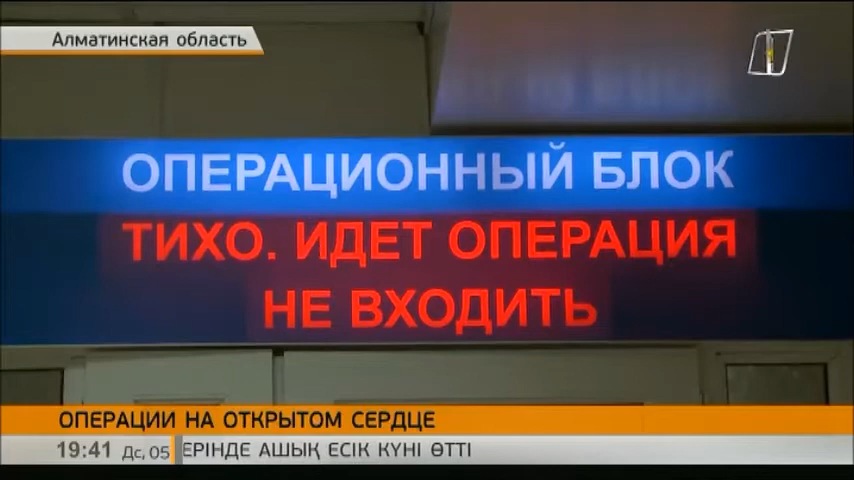 Алматинская область
ОПЕРАЦИОННЫЙ БЛОК
ТИХО. ИДЕТ ОПЕРАЦИЯ
НЕ ВХОДИТЬ
ОПЕРАЦИИ НА ОТКРЫТОМ СЕРДЦЕ
19:41 Дс, 05 ЕРІНДЕ АШЫҚ ЕСІК КҮНІ ӨТТІ